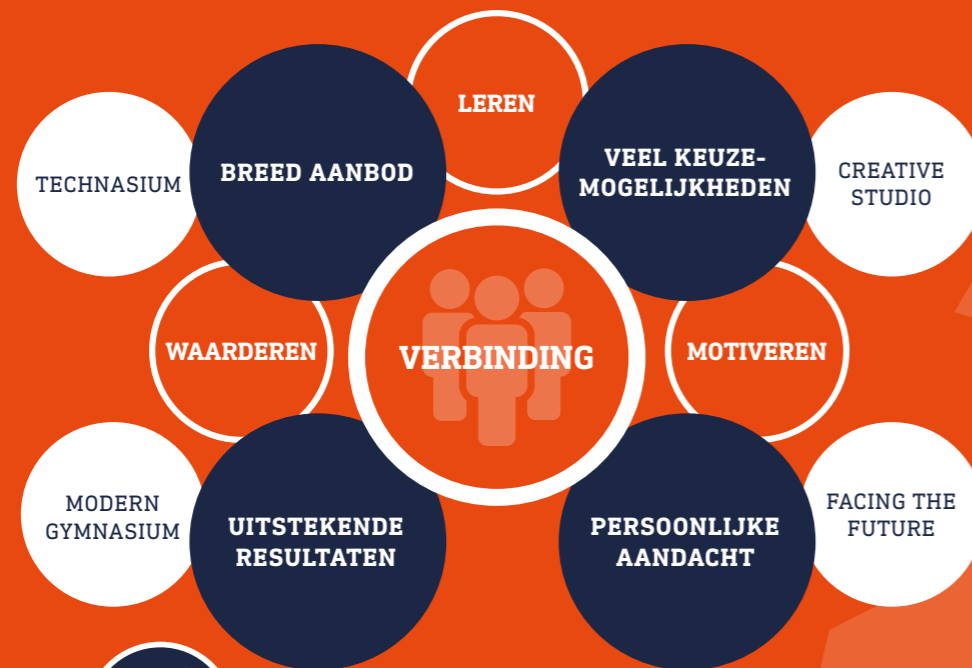 LEREN
BREED AANBOD
VEEL KEUZE-
MOGELIJKHEDEN
TECHNASIUM
CREATIVE
STUDIO
WAARDEREN
VERBINDING
MOTIVEREN
MODERN
GYMNASIUM
UITSTEKENDE
RESULTATEN
PERSOONLIJKE
AANDACHT
FACING THE
FUTURE